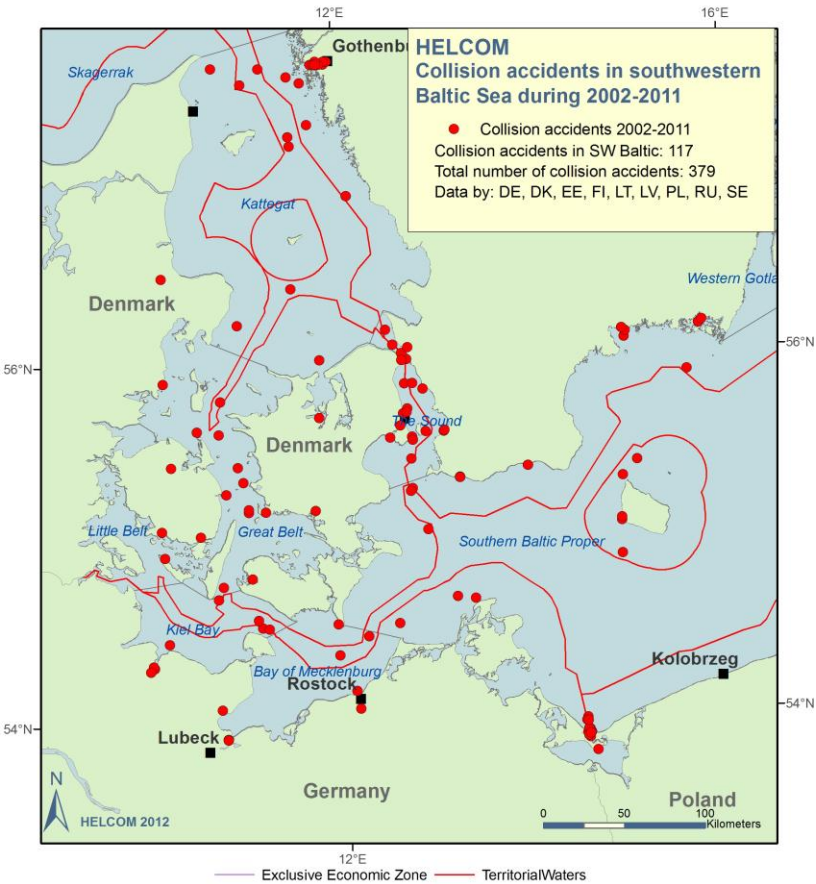 12°E
16°E
HELCOM
Collision accidents in southwestern
Baltic Sea during 2002-2011
Collision accidents 2002-2011
Collision accidents in SW Baltic: 117
Total number of collision accidents: 379
Data by: DE, DK, EE, FI, LT, LV, PL, RU, SE
Gothenbu
Skagerrak
Kattegat
Western Gotla
Denmark
56°N
56°N
The Sound
Denmark
Little Belt
Great Belt
Southern Baltic Proper
Kiel Bay
Bay of Mecklenburg
Kolobrzeg
Rostock
54°N
54°N
Lubeck
Germany
Poland
N
HELCOM 2012
0 50 100
Kilometers
12°E
Exclusive Economic Zone
TerritorialWaters